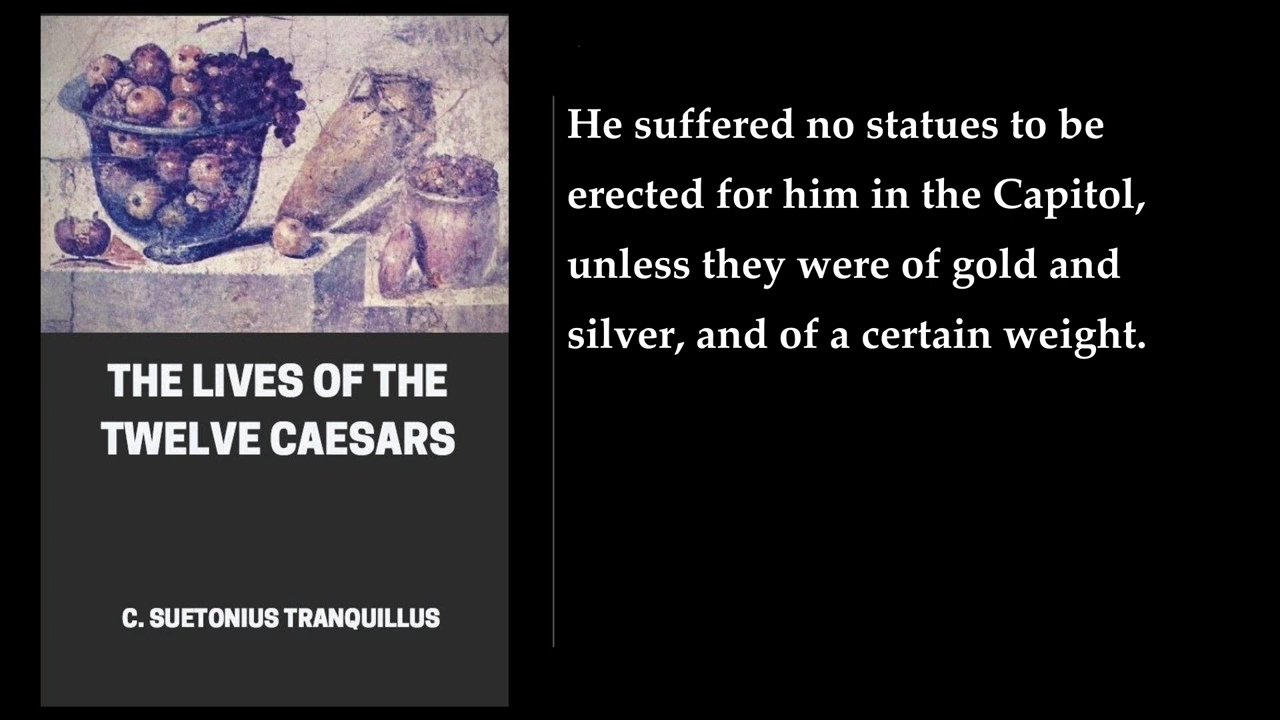 THE LIVES OF THE
TWELVE CAESARS
C. SUETONIUS TRANQUILLUS
He suffered no statues to be
erected for him in the Capitol,
unless they were of gold and
silver, and of a certain weight.